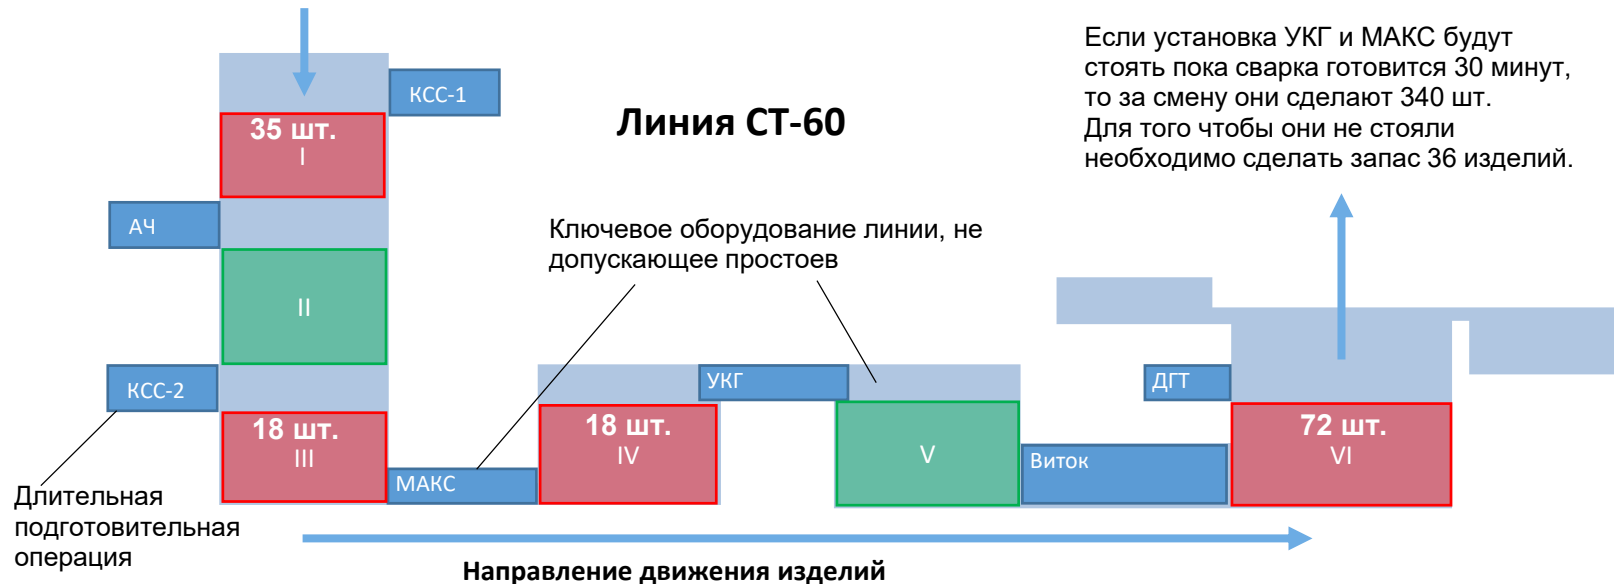 Если установка УКГ и МАКС будут
стоять пока сварка готовится 30 минут,
то за смену они сделают 340 шт.
Для того чтобы они не стояли
необходимо сделать запас 36 изделий.
КСС-1
Линия СТ-60
35 шт.
I
АЧ
Ключевое оборудование линии, не
допускающее простоев
II
КСС-2
УКГ
ДГТ
18 шт.
III
18 шт.
IV
V
72 шт.
VI
Виток
МАКС
Длительная
подготовительная
операция
Направление движения изделий